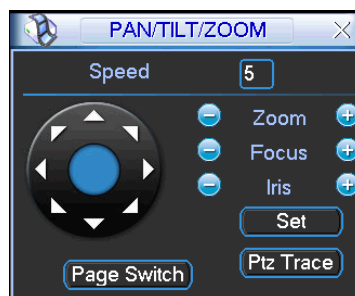 PAN/TILT/ZOOM
Speed 5
Zoom
Focus
Iris
Set
Page Switch
Ptz Trace